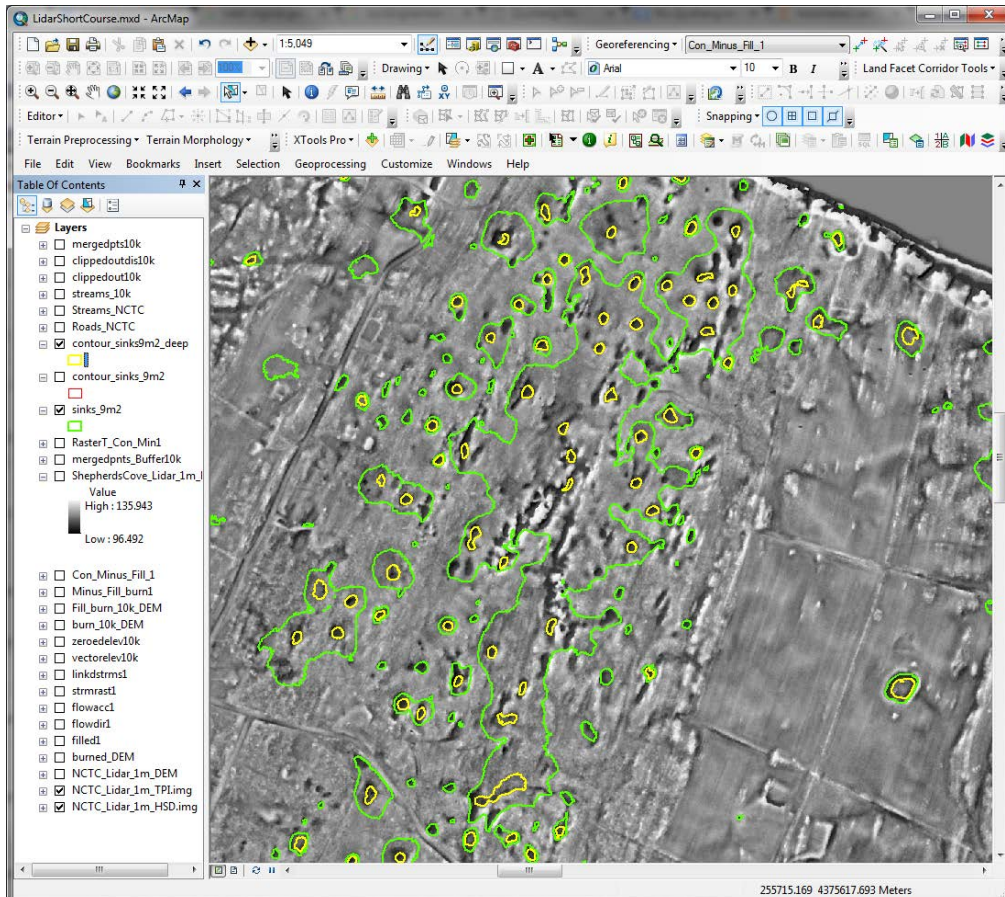 LidarShortCourse.mxd - ArcMap
1:5,049
Georeferencing
Con_Minus_Fill_1
100%
Drawing
A
Arial
10
B I
Land Facet Corridor Tools
Editor
Snapping
Terrain Preprocessing
Terrain Morphology
XTools Pro
File Edit View Bookmarks Insert Selection Geoprocessing Customize Windows Help
Table Of Contents
Layers
mergedpts10k
clippedoutdis10k
clippedout10k
streams_10k
Streams_NCTC
Roads_NCTC
contour_sinks9m2_deep
contour_sinks_9m2
sinks_9m2
RasterT_Con_Min1
mergedpnts_Buffer10k
ShepherdsCove_Lidar_1m_
Value
High : 135.943
Low : 96.492
Con_Minus_Fill_1
Minus_Fill_burn1
Fill_burn_10k_DEM
burn_10k_DEM
zeroedelev10k
vectorelev10k
linkdstrms1
strmrast1
flowacc1
flowdir1
filled1
burned_DEM
NCTC_Lidar_1m_DEM
NCTC_Lidar_1m_TPI.img
NCTC_Lidar_1m_HSD.img
255715.169 4375617.693 Meters